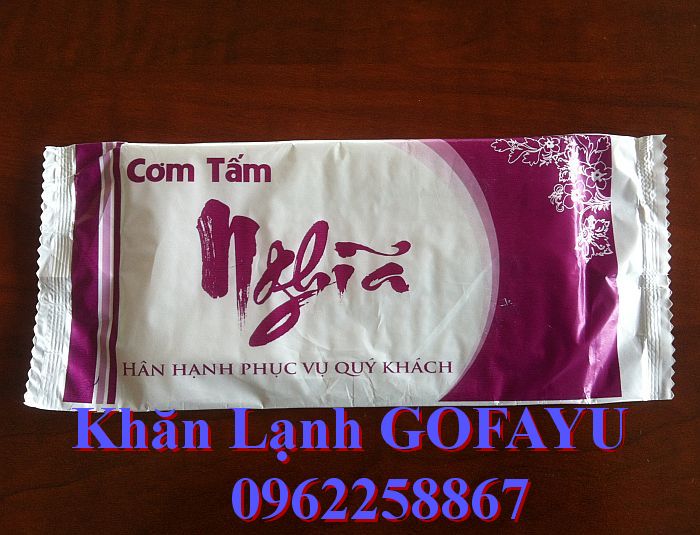 Cơm Tấm
Nghĩa
HÂN HẠNH PHỤC VỤ QUÝ KHÁCH
Khăn Lạnh GOFAYU
0962258867